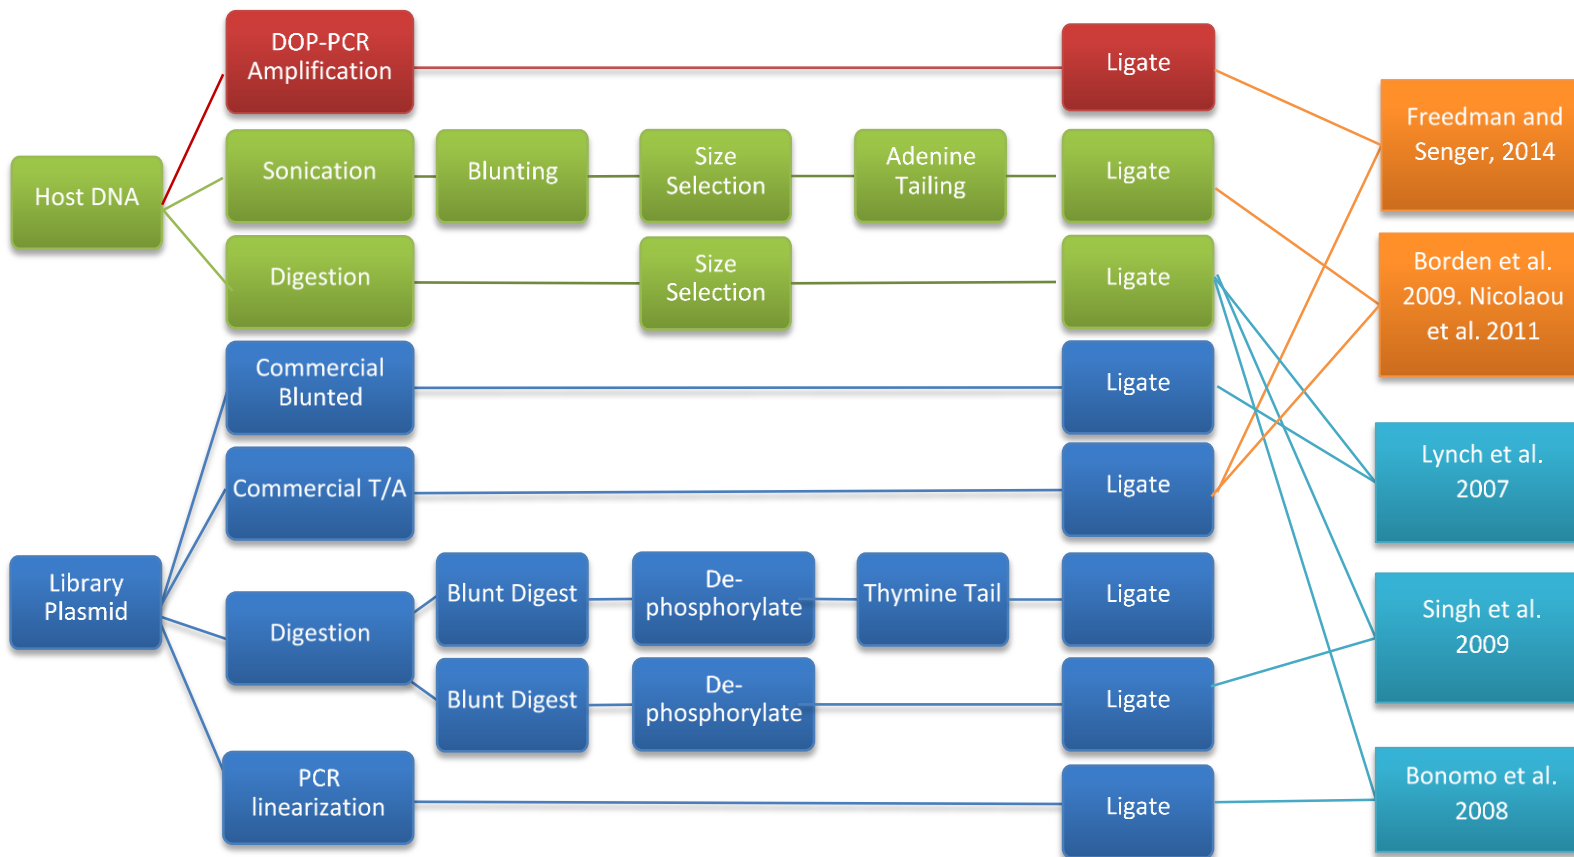 DOP-PCR
Amplification
Ligate
Freedman and
Senger, 2014
Host DNA
Sonication
Blunting
Size
Selection
Adenine
Tailing
Ligate
Digestion
Size
Selection
Ligate
Borden et al.
2009. Nicolaou
et al. 2011
Commercial
Blunted
Ligate
Commercial T/A
Ligate
Lynch et al.
2007
Library
Plasmid
Digestion
Blunt Digest
De-
phosphorylate
Thymine Tail
Ligate
Singh et al.
2009
Blunt Digest
De-
phosphorylate
Ligate
PCR
linearization
Ligate
Bonomo et al.
2008